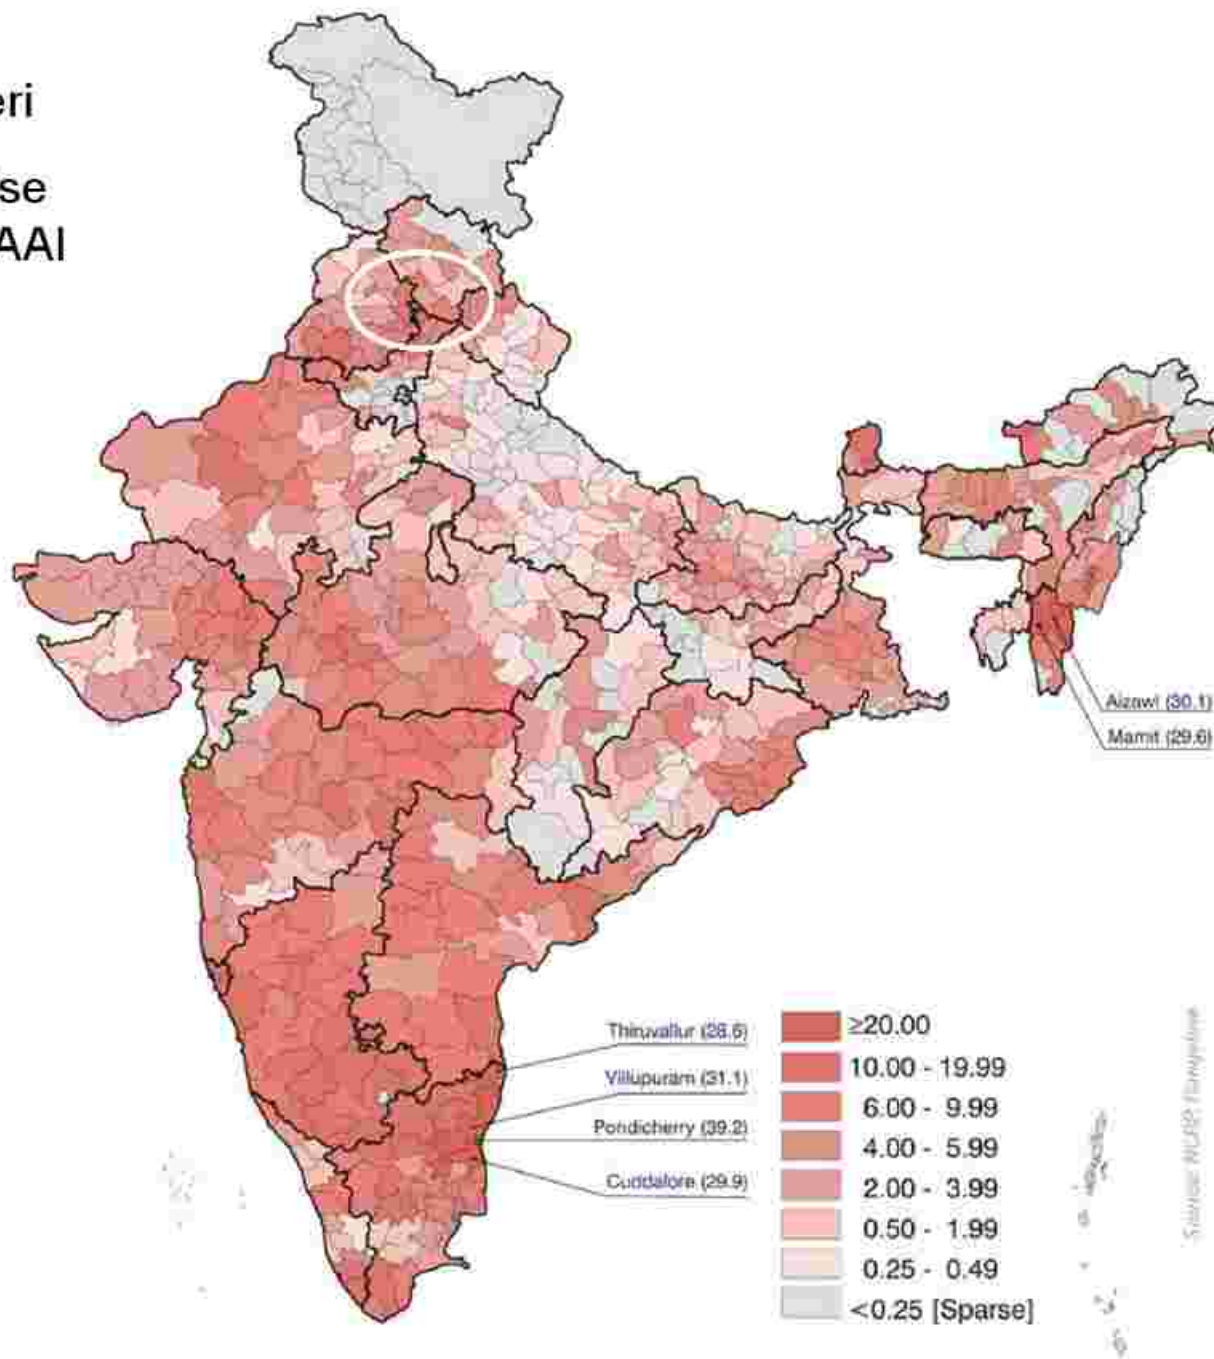 eri
se
AAI
Aizawl (30.1)
Mamit (29.6)
Thiruvallur (28.6)
Villupuram (31.1)
Pondicherry (39.2)
Cuddalore (29.9)
≥20.00
10.00 - 19.99
6.00 - 9.99
4.00 - 5.99
2.00 - 3.99
0.50 - 1.99
0.25 - 0.49
<0.25 [Sparse]